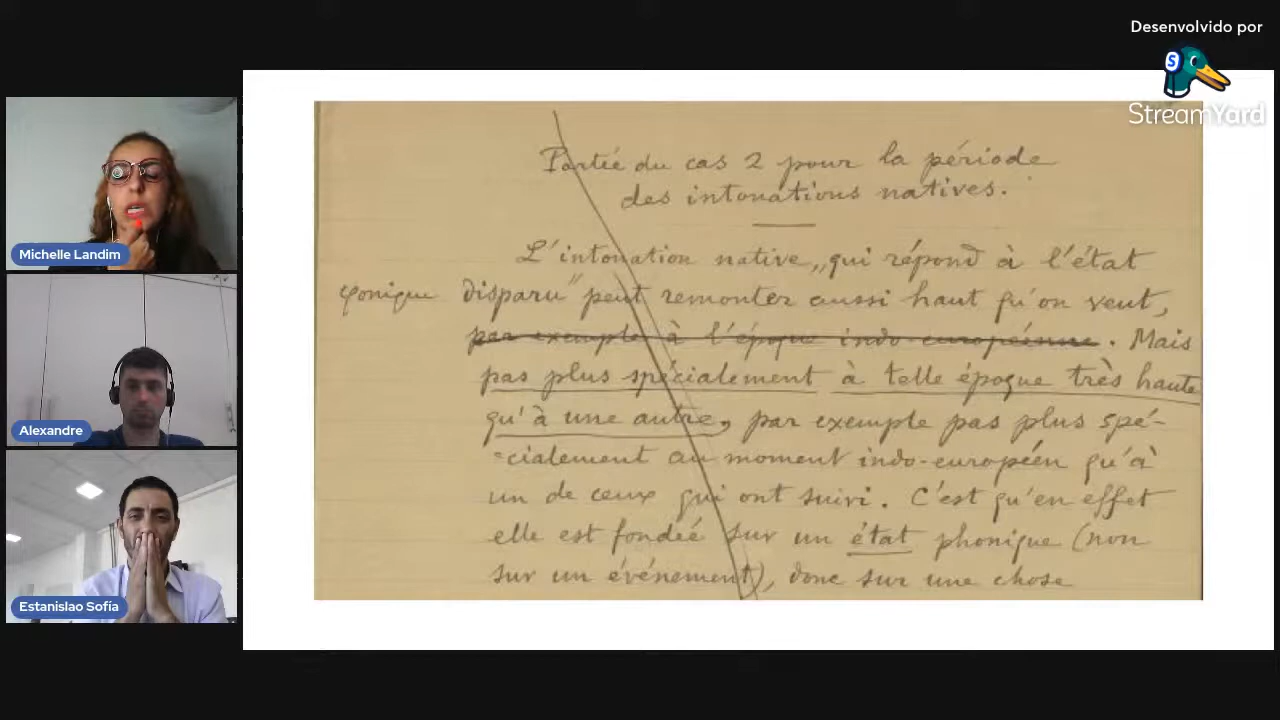 Desenvolvido por
StreamYard
Michelle Landim
Alexandre
Estanislao Sofía
Partie du cas 2 pour la période
des intonations natives.
L'intonation native, „qui répond à l'état
phonique disparu" peut remonter aussi haut qu'on veut,
par exemple à l'époque indo-européenne. Mais
pas plus spécialement à telle époque très haute
qu'à une autre, par exemple pas plus spé-
cialement au moment indo-européen qu'à
un de ceux qui ont suivi. C'est qu'en effet
elle est fondée sur un état phonique (non
sur un événement), donc sur une chose